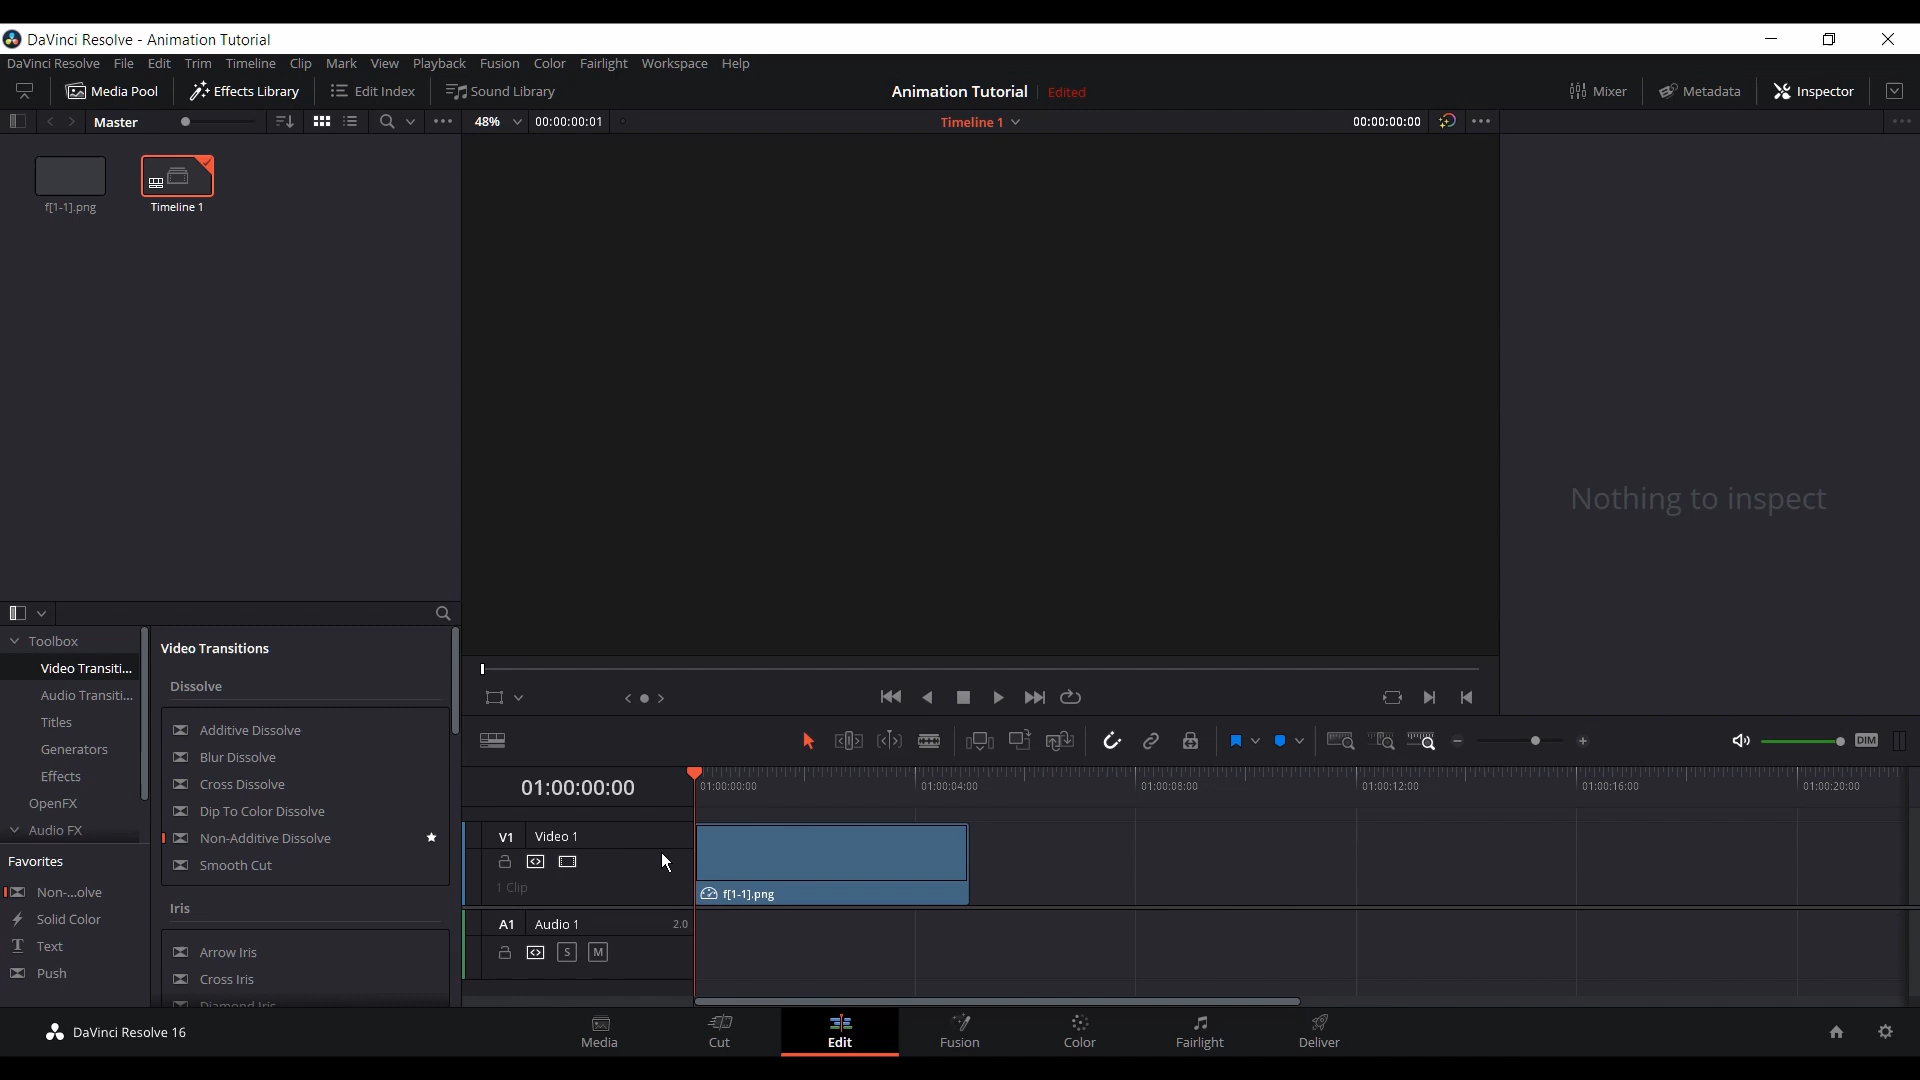 DaVinci Resolve - Animation Tutorial
DaVinci Resolve File Edit Trim Timeline Clip Mark View Playback Fusion Color Fairlight Workspace Help
Media Pool Effects Library Edit Index Sound Library Animation Tutorial Edited Mixer Metadata Inspector
Master 48% 00:00:00:01 Timeline 1 00:00:00:00
f[1-1].png Timeline 1
Nothing to inspect
Toolbox
Video Transiti...
Audio Transiti...
Titles
Generators
Effects
OpenFX
Audio FX
Favorites
Non-...olve
Solid Color
Text
Push
Video Transitions
Dissolve
Additive Dissolve
Blur Dissolve
Cross Dissolve
Dip To Color Dissolve
Non-Additive Dissolve
Smooth Cut
Iris
Arrow Iris
Cross Iris
Diamond Iris
DIM
01:00:00:00 01:00:00:00 01:00:04:00 01:00:08:00 01:00:12:00 01:00:16:00 01:00:20:00
V1 Video 1
1 Clip
f[1-1].png
A1 Audio 1 2.0
S M
DaVinci Resolve 16
Media Cut Edit Fusion Color Fairlight Deliver